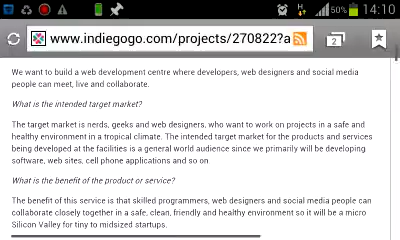 50% 14:10
www.indiegogo.com/projects/270822?a
2
We want to build a web development centre where developers, web designers and social media
people can meet, live and collaborate.
What is the intended target market?
The target market is nerds, geeks and web designers, who want to work on projects in a safe and
healthy environment in a tropical climate. The intended target market for the products and services
being developed at the facilities is a general world audience since we primarily will be developing
software, web sites, cell phone applications and so on
What is the benefit of the product or service?
The benefit of this service is that skilled programmers, web designers and social media people can
collaborate closely together in a safe, clean, friendly and healthy environment so it will be a micro
Silicon Valley for tiny to midsized startups.